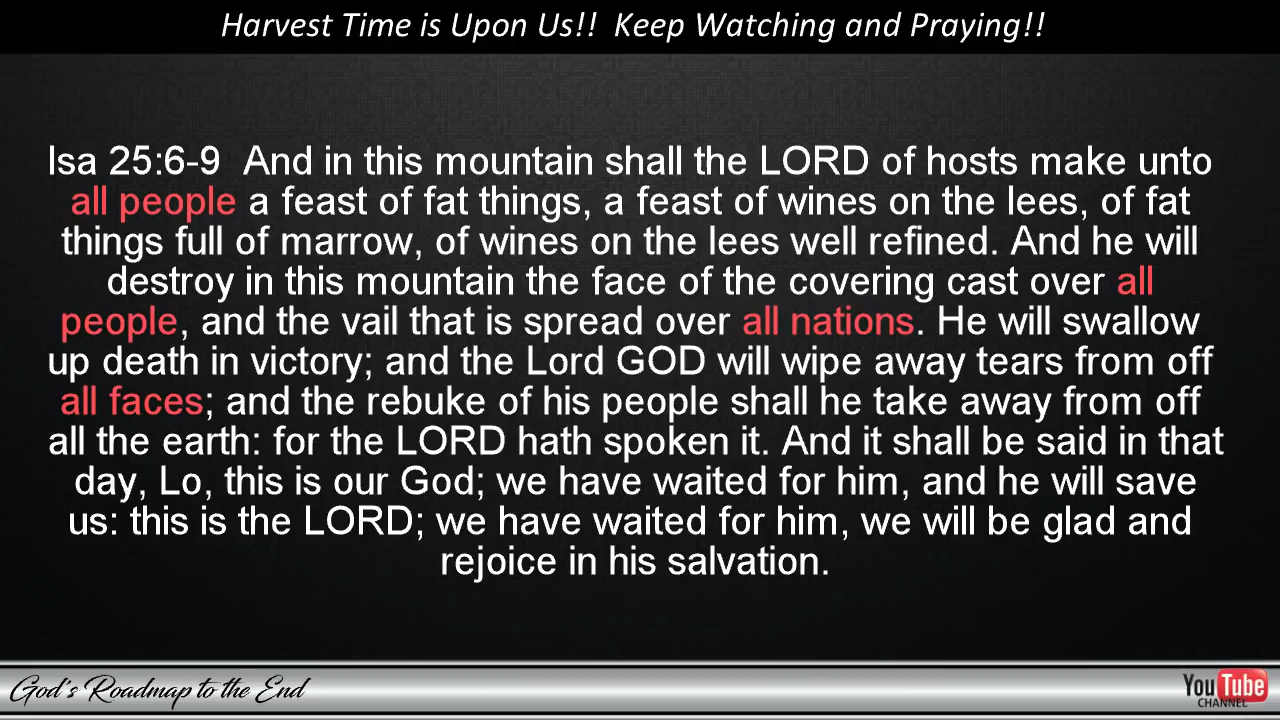 Harvest Time is Upon Us!!  Keep Watching and Praying!!
Isa 25:6-9  And in this mountain shall the LORD of hosts make unto
all people a feast of fat things, a feast of wines on the lees, of fat
things full of marrow, of wines on the lees well refined. And he will
destroy in this mountain the face of the covering cast over all
people, and the vail that is spread over all nations. He will swallow
up death in victory; and the Lord GOD will wipe away tears from off
all faces; and the rebuke of his people shall he take away from off
all the earth: for the LORD hath spoken it. And it shall be said in that
day, Lo, this is our God; we have waited for him, and he will save
us: this is the LORD; we have waited for him, we will be glad and
rejoice in his salvation.
God's Roadmap to the End
YouTube
CHANNEL